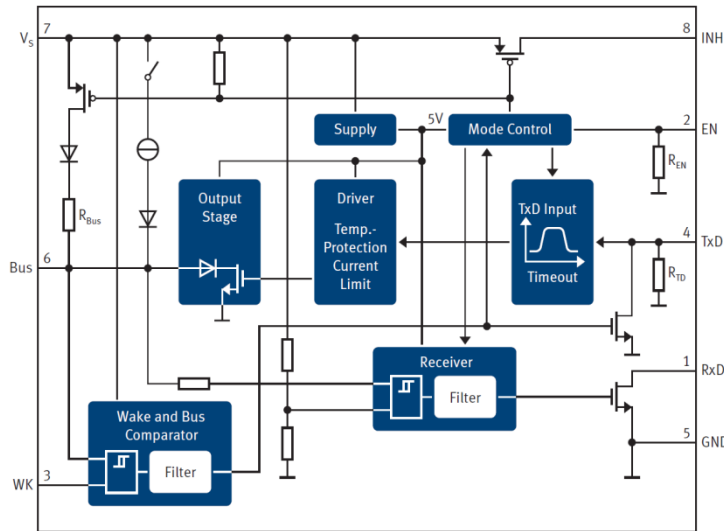 7
VS
8
INH
5V
2
EN
Supply
Mode Control
REN
Output
Stage
Driver
Temp.-
Protection
Current
Limit
TxD Input
Timeout
RBus
4
TxD
RTD
6
Bus
1
RxD
Receiver
Filter
Wake and Bus
Comparator
Filter
5
GND
3
WK